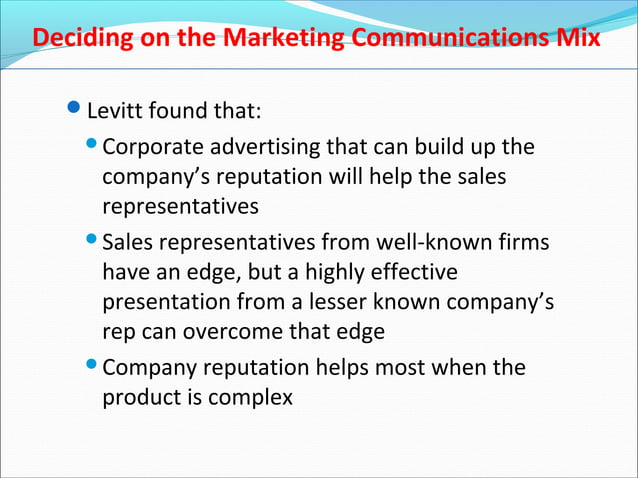 Deciding on the Marketing Communications Mix
Levitt found that:
Corporate advertising that can build up the
company’s reputation will help the sales
representatives
Sales representatives from well-known firms
have an edge, but a highly effective
presentation from a lesser known company’s
rep can overcome that edge
Company reputation helps most when the
product is complex